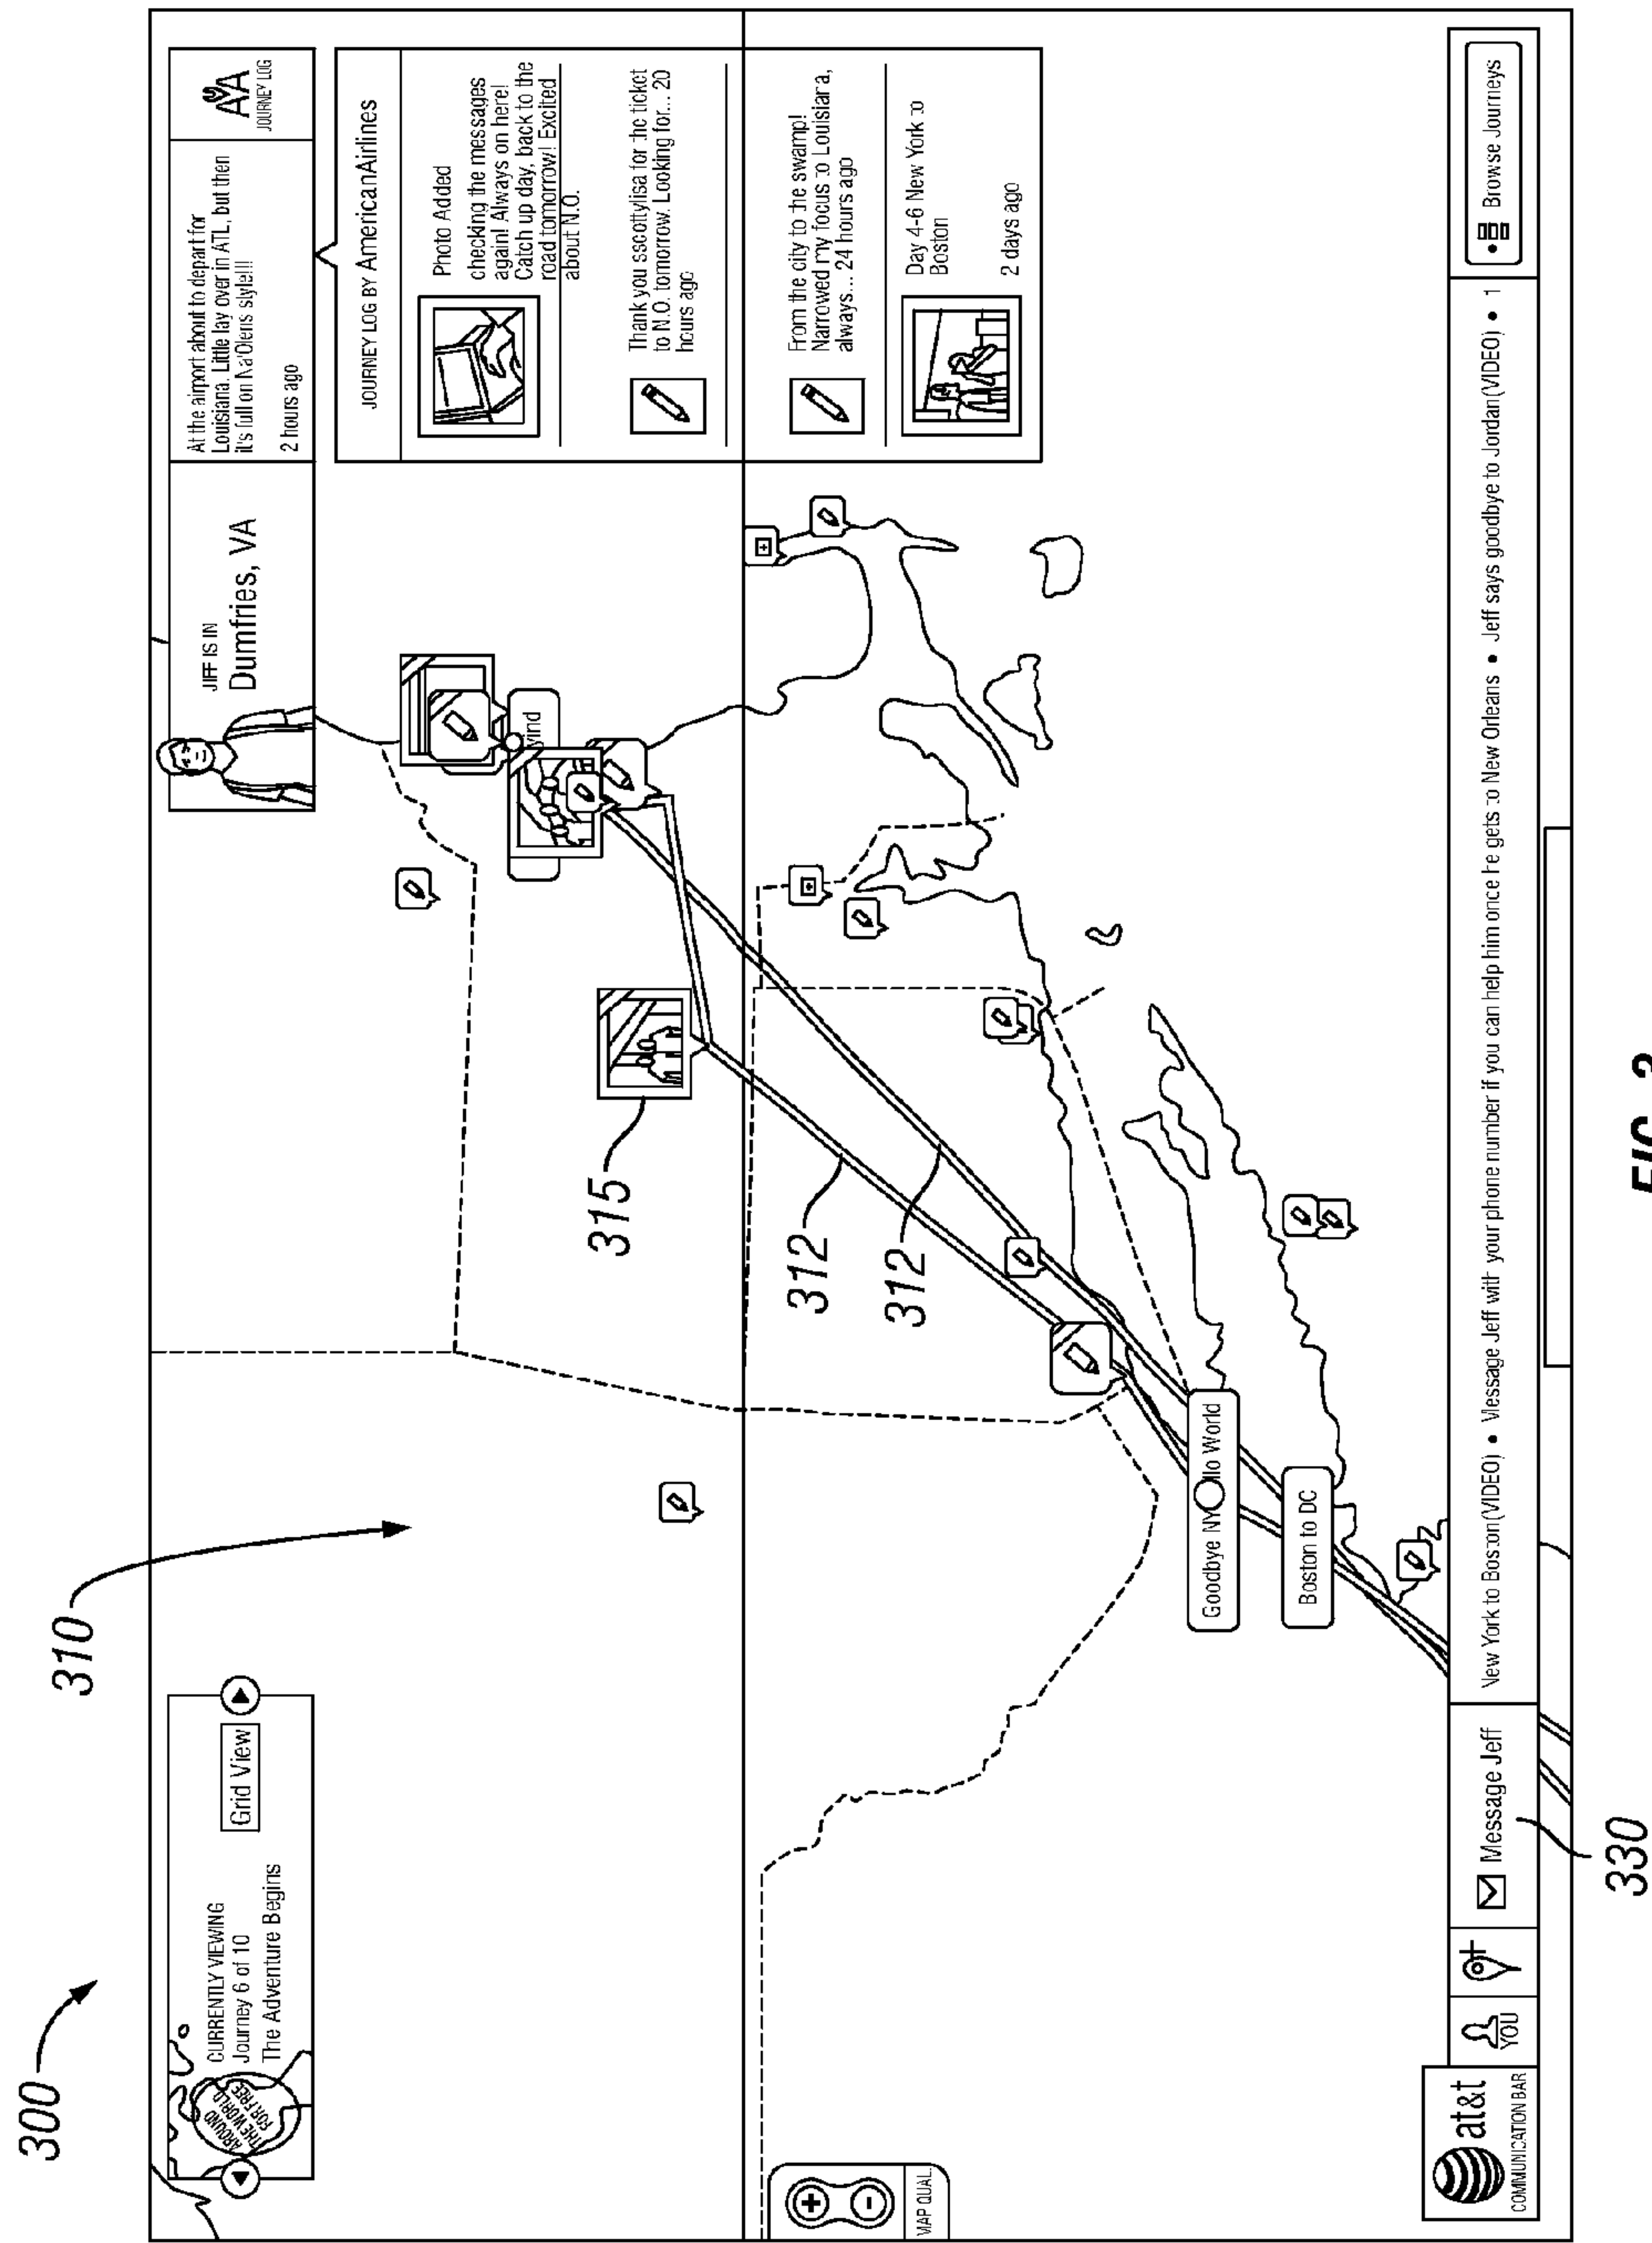 300
310
AROUND
THE WORLD
FOR FREE
CURRENTLY VIEWING
Journey 6 of 10
The Adventure Begins
Grid View
JIFF IS IN
Dumfries, VA
At the airport about to depart for
Louisiana. Little lay over in ATL, but then
it's full on Na'Olens style!!!
2 hours ago
AA
JOURNEY LOG
JOURNEY LOG BY AmericanAirlines
Photo Added
checking the messages
again! Always on here!
Catch up day, back to the
road tomorrow! Excited
about N.O.
Thank you sscottylisa for the ticket
to N.O. tomorrow. Looking for... 20
hours ago
From the city to the swamp!
Narrowed my focus to Louisiana,
always... 24 hours ago
Day 4-6 New York to
Boston
2 days ago
yind
315
312
312
MAP QUAL.
Goodbye NY
llo World
Boston to DC
at&t
COMMUNICATION BAR
YOU
Message Jeff
New York to Boston(VIDEO) • Message Jeff with your phone number if you can help him once he gets to New Orleans • Jeff says goodbye to Jordan(VIDEO) • 1
Browse Journeys
330
FIG. 3